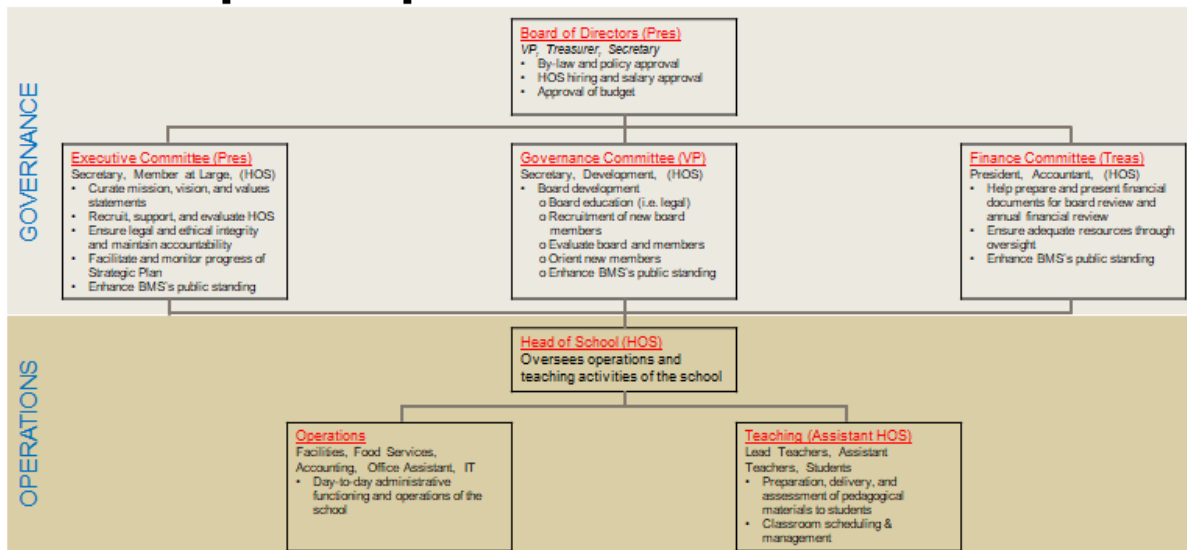 GOVERNANCE
Board of Directors (Pres)
VP, Treasurer, Secretary
• By-law and policy approval
• HOS hiring and salary approval
• Approval of budget
Executive Committee (Pres)
Secretary, Member at Large, (HOS)
• Curate mission, vision, and values
statements
• Recruit, support, and evaluate HOS
• Ensure legal and ethical integrity
and maintain accountability
• Facilitate and monitor progress of
Strategic Plan
• Enhance BMS's public standing
Governance Committee (VP)
Secretary, Development, (HOS)
• Board development
o Board education (i.e. legal)
o Recruitment of new board
members
o Evaluate board and members
o Orient new members
o Enhance BMS's public standing
Finance Committee (Treas)
President, Accountant, (HOS)
• Help prepare and present financial
documents for board review and
annual financial review
• Ensure adequate resources through
oversight
• Enhance BMS's public standing
OPERATIONS
Head of School (HOS)
Oversees operations and
teaching activities of the school
Operations
Facilities, Food Services,
Accounting, Office Assistant, IT
• Day-to-day administrative
functioning and operations of the
school
Teaching (Assistant HOS)
Lead Teachers, Assistant
Teachers, Students
• Preparation, delivery, and
assessment of pedagogical
materials to students
• Classroom scheduling &
management